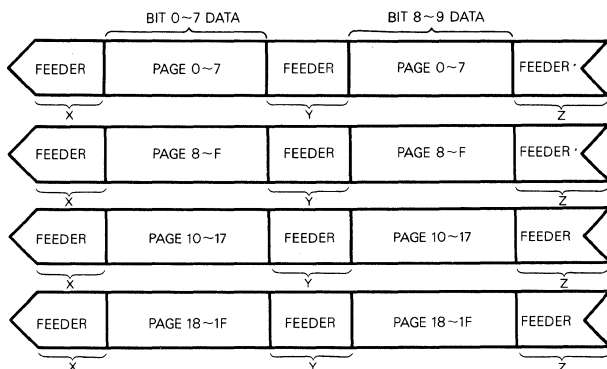 BIT 0~7 DATA BIT 8~9 DATA
FEEDER PAGE 0~7 FEEDER PAGE 0~7 FEEDER
X Y Z
FEEDER PAGE 8~F FEEDER PAGE 8~F FEEDER
X Y Z
FEEDER PAGE 10~17 FEEDER PAGE 10~17 FEEDER
X Y Z
FEEDER PAGE 18~1F FEEDER PAGE 18~1F FEEDER
X Y Z